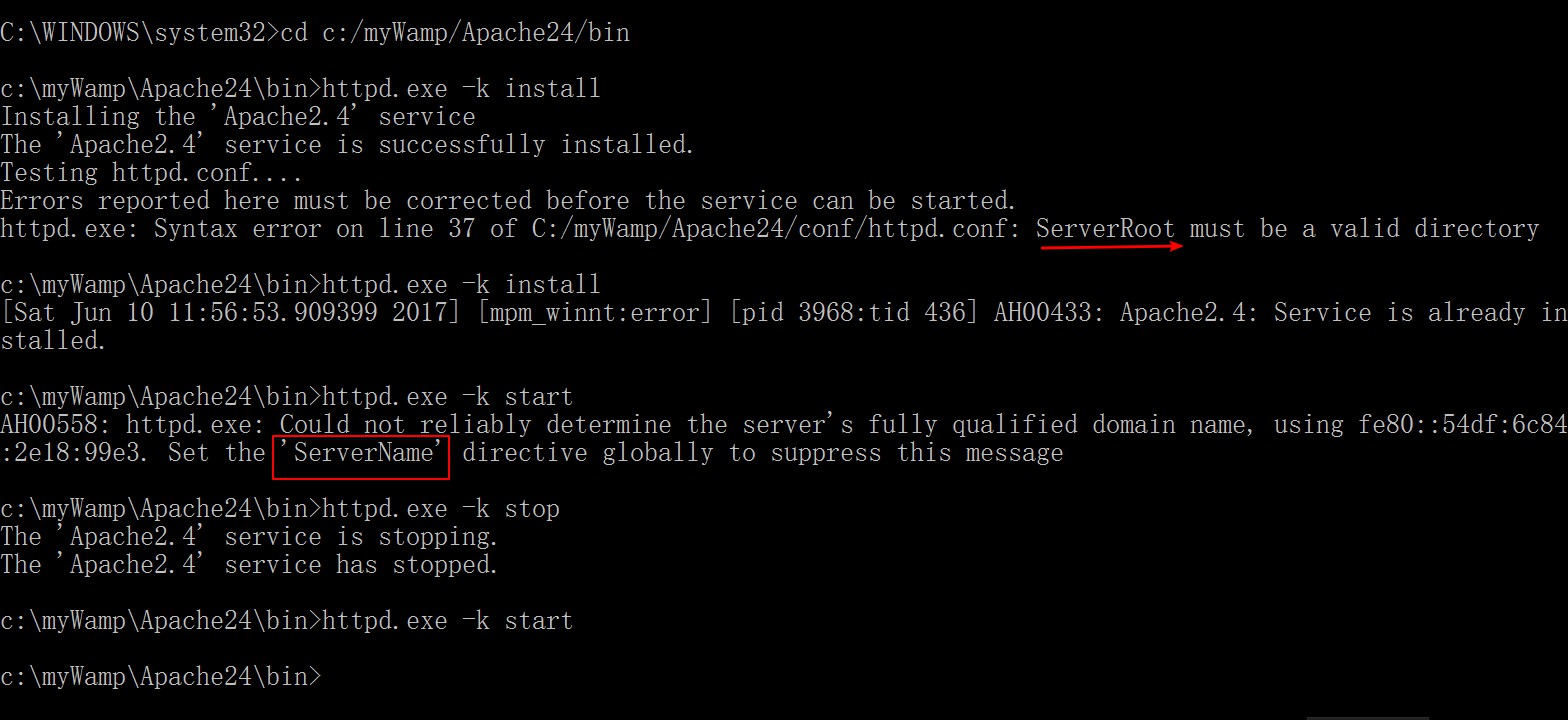 C:\WINDOWS\system32>cd c:/myWamp/Apache24/bin
c:\myWamp\Apache24\bin>httpd.exe -k install
Installing the 'Apache2.4' service
The 'Apache2.4' service is successfully installed.
Testing httpd.conf....
Errors reported here must be corrected before the service can be started.
httpd.exe: Syntax error on line 37 of C:/myWamp/Apache24/conf/httpd.conf: ServerRoot must be a valid directory
c:\myWamp\Apache24\bin>httpd.exe -k install
[Sat Jun 10 11:56:53.909399 2017] [mpm_winnt:error] [pid 3968:tid 436] AH00433: Apache2.4: Service is already in
stalled.
c:\myWamp\Apache24\bin>httpd.exe -k start
AH00558: httpd.exe: Could not reliably determine the server's fully qualified domain name, using fe80::54df:6c84
:2e18:99e3. Set the 'ServerName' directive globally to suppress this message
c:\myWamp\Apache24\bin>httpd.exe -k stop
The 'Apache2.4' service is stopping.
The 'Apache2.4' service has stopped.
c:\myWamp\Apache24\bin>httpd.exe -k start
c:\myWamp\Apache24\bin>